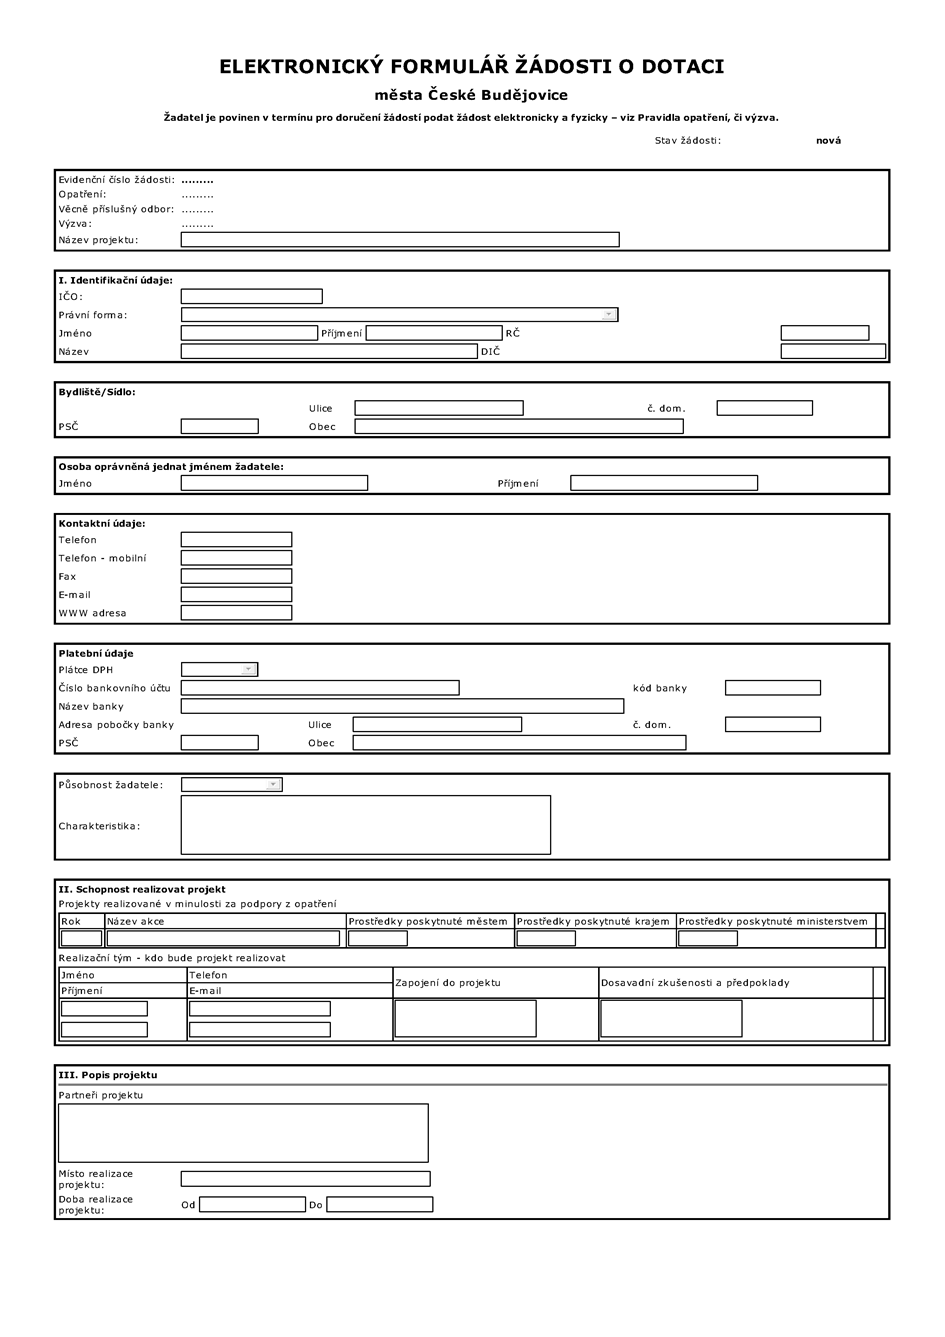 ELEKTRONICKÝ FORMULÁŘ ŽÁDOSTI O DOTACI
města České Budějovice
Žadatel je povinen v termínu pro doručení žádostí podat žádost elektronicky a fyzicky – viz Pravidla opatření, či výzva.
Stav žádosti: nová
Evidenční číslo žádosti: .........
Opatření: .........
Věcně příslušný odbor: .........
Výzva: .........
Název projektu:
I. Identifikační údaje:
IČO:
Právní forma:
Jméno Příjmení RČ
Název DIČ
Bydliště/Sídlo:
Ulice č. dom.
PSČ Obec
Osoba oprávněná jednat jménem žadatele:
Jméno Příjmení
Kontaktní údaje:
Telefon
Telefon - mobilní
Fax
E-mail
WWW adresa
Platební údaje
Plátce DPH
Číslo bankovního účtu kód banky
Název banky
Adresa pobočky banky Ulice č. dom.
PSČ Obec
Působnost žadatele:
Charakteristika:
II. Schopnost realizovat projekt
Projekty realizované v minulosti za podpory z opatření
Rok Název akce Prostředky poskytnuté městem Prostředky poskytnuté krajem Prostředky poskytnuté ministerstvem
Realizační tým - kdo bude projekt realizovat
Jméno Telefon
Zapojení do projektu Dosavadní zkušenosti a předpoklady
Příjmení E-mail
III. Popis projektu
Partneři projektu
Místo realizace
projektu:
Doba realizace
projektu: Od Do